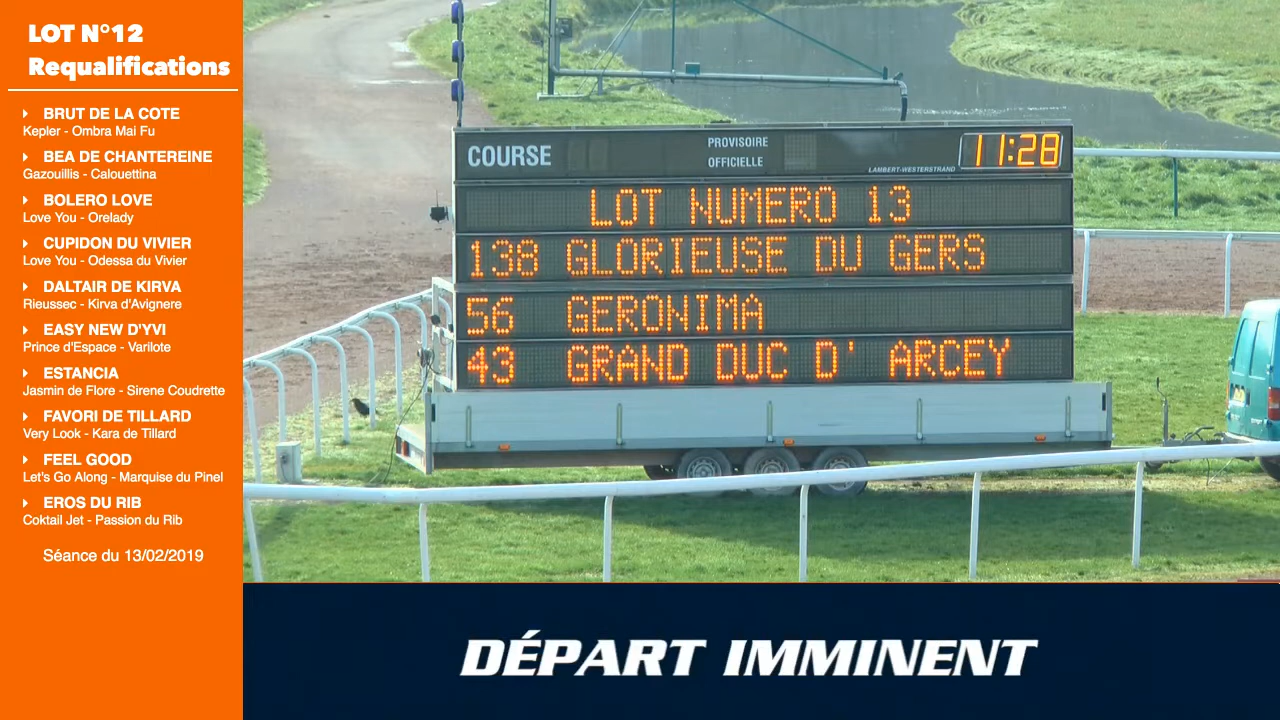 LOT N°12
Requalifications
BRUT DE LA COTE
Kepler - Ombra Mai Fu
BEA DE CHANTEREINE
Gazouillis - Calouettina
BOLERO LOVE
Love You - Orelady
CUPIDON DU VIVIER
Love You - Odessa du Vivier
DALTAIR DE KIRVA
Rieussec - Kirva d'Avignere
EASY NEW D'YVI
Prince d'Espace - Varilote
ESTANCIA
Jasmin de Flore - Sirene Coudrette
FAVORI DE TILLARD
Very Look - Kara de Tillard
FEEL GOOD
Let's Go Along - Marquise du Pinel
EROS DU RIB
Coktail Jet - Passion du Rib
Séance du 13/02/2019
COURSE
PROVISOIRE
OFFICIELLE
LAMBERT-WESTERSTRAND
11:28
LOT NUMERO 13
138 GLORIEUSE DU GERS
56 GERONIMA
43 GRAND DUC D' ARCEY
DÉPART IMMINENT